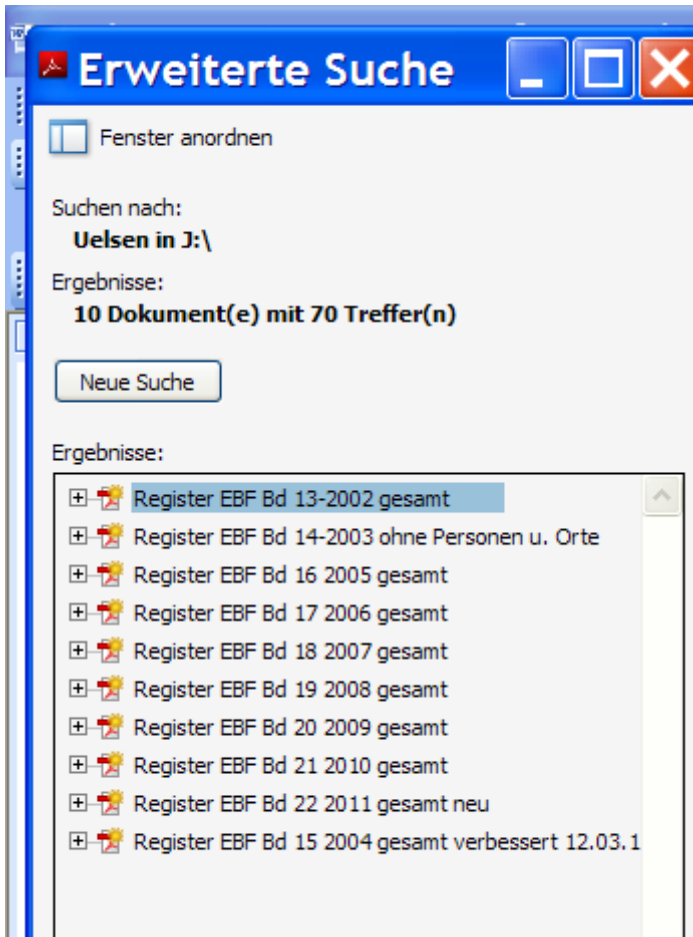 Erweiterte Suche
Fenster anordnen
Suchen nach:
Uelsen in J:\
Ergebnisse:
10 Dokument(e) mit 70 Treffer(n)
Neue Suche
Ergebnisse:
Register EBF Bd 13-2002 gesamt
Register EBF Bd 14-2003 ohne Personen u. Orte
Register EBF Bd 16 2005 gesamt
Register EBF Bd 17 2006 gesamt
Register EBF Bd 18 2007 gesamt
Register EBF Bd 19 2008 gesamt
Register EBF Bd 20 2009 gesamt
Register EBF Bd 21 2010 gesamt
Register EBF Bd 22 2011 gesamt neu
Register EBF Bd 15 2004 gesamt verbessert 12.03.1